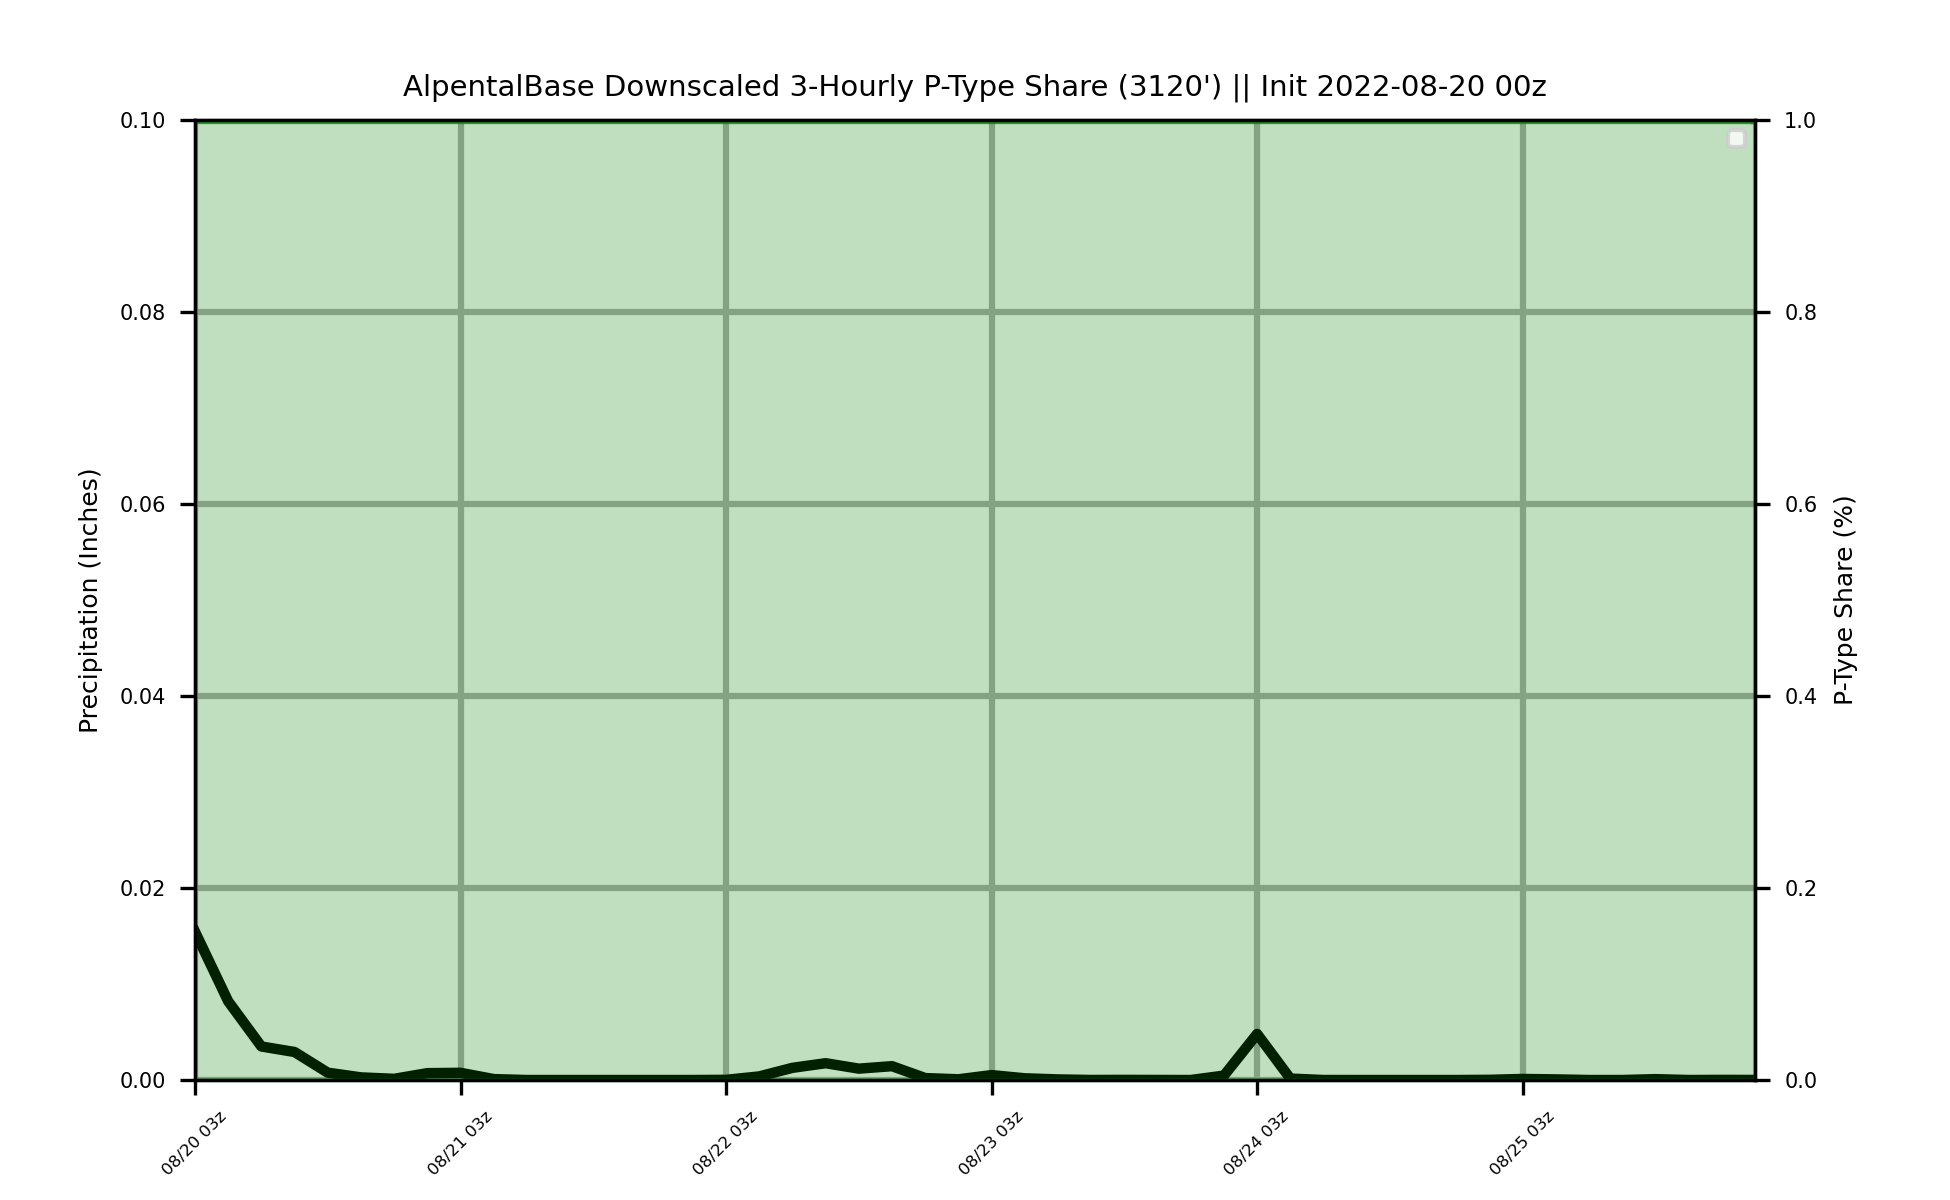 AlpentalBase Downscaled 3-Hourly P-Type Share (3120') || Init 2022-08-20 00z
Precipitation (Inches)
0.10
0.08
0.06
0.04
0.02
0.00
1.0
0.8
0.6
0.4
0.2
0.0
P-Type Share (%)
08/20 03z
08/21 03z
08/22 03z
08/23 03z
08/24 03z
08/25 03z